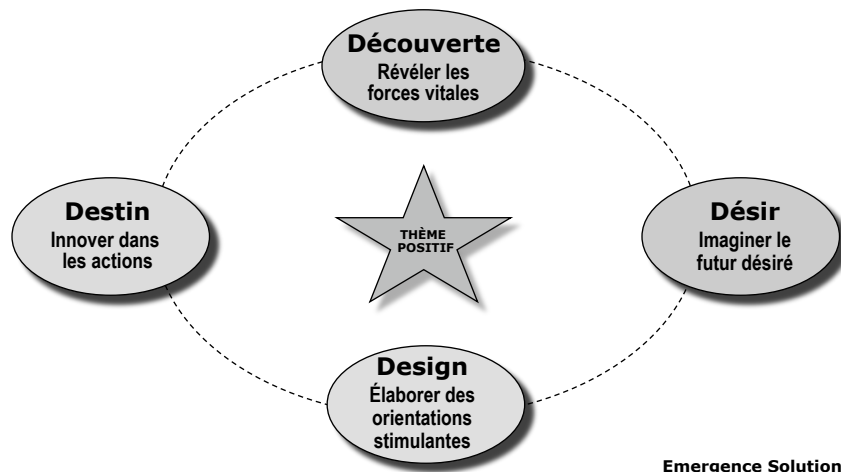 Découverte
Révéler les
forces vitales
Destin
Innover dans
les actions
THÈME
POSITIF
Désir
Imaginer le
futur désiré
Design
Élaborer des
orientations
stimulantes
Emergence Solution